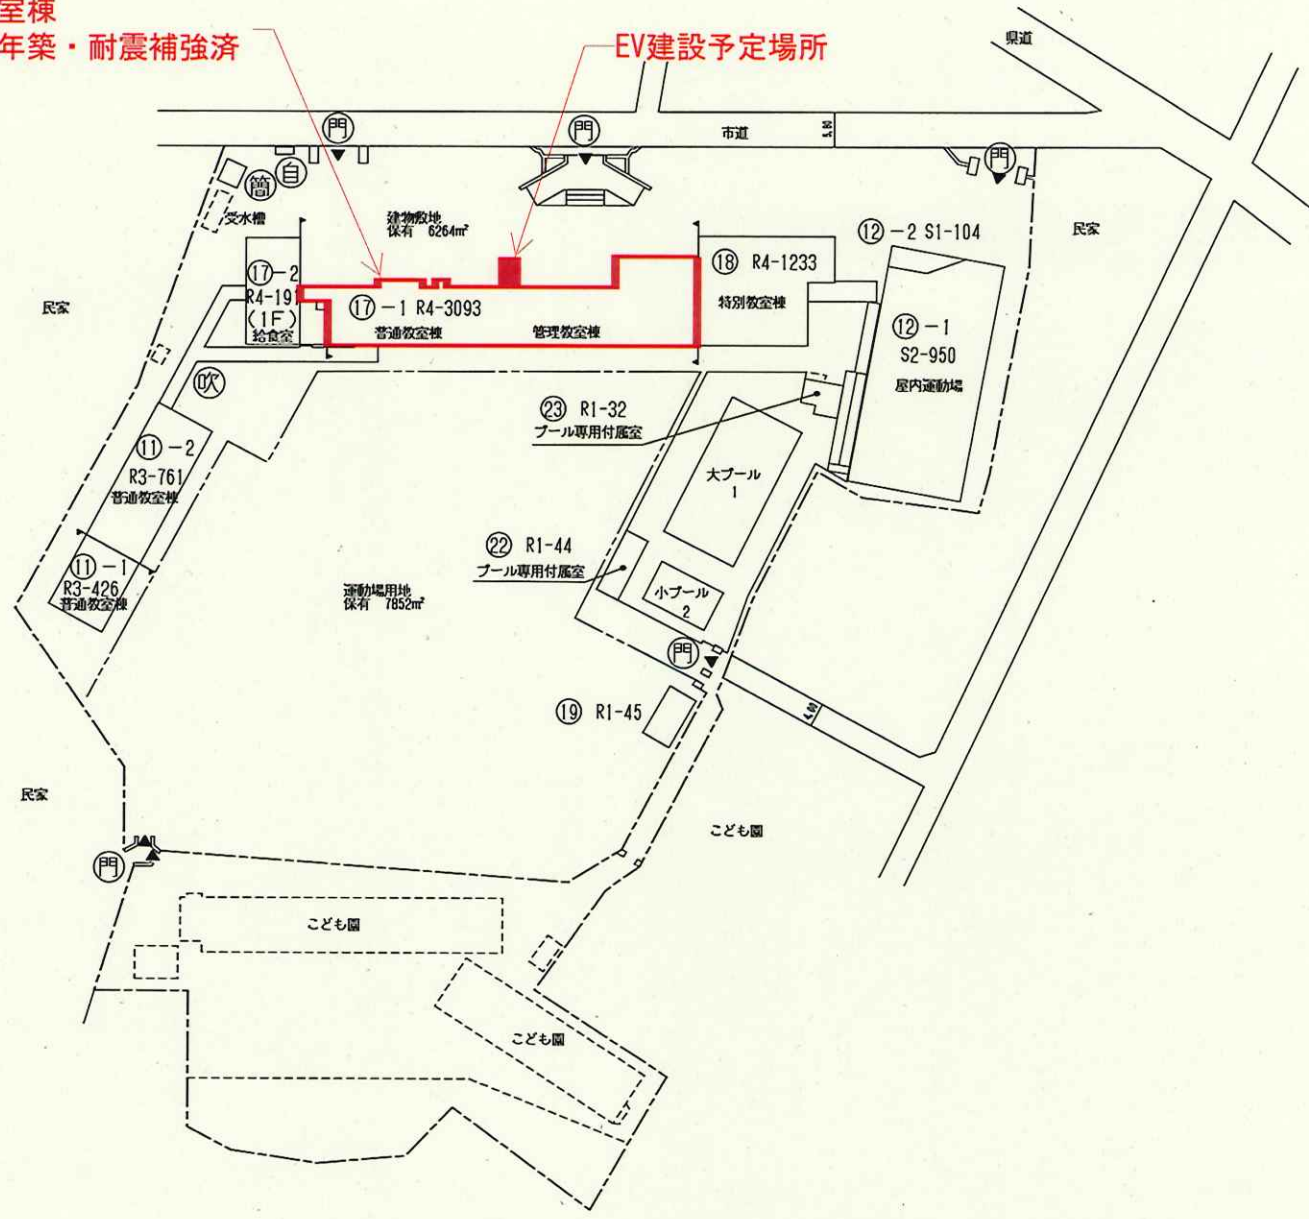 室棟
年築・耐震補強済
EV建設予定場所
県道
門
門
市道
5.80
門
簡
自
受水槽
建物敷地
保有 6264㎡
⑫-2 S1-104
民家
⑰-2
R4-191
(1F)
給食室
⑰-1 R4-3093
普通教室棟
管理教室棟
⑱ R4-1233
特別教室棟
⑫-1
S2-950
屋内運動場
民家
吹
㉓ R1-32
プール専用付属室
⑪-2
R3-761
普通教室棟
大プール
1
㉒ R1-44
プール専用付属室
⑪-1
R3-426
普通教室棟
運動場用地
保有 7852㎡
小プール
2
門
⑲ R1-45
4.00
民家
こども園
門
こども園
こども園